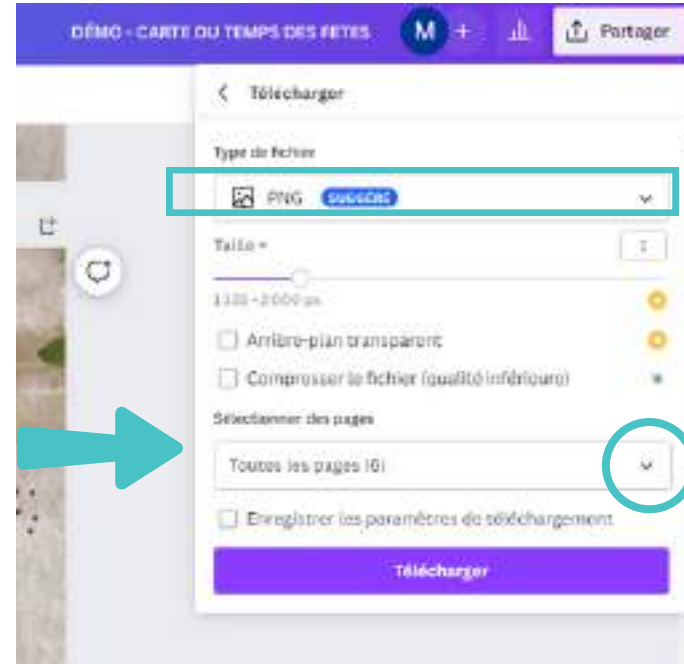 DÉMO - CARTE DU TEMPS DES FETES
M +
Partager
Télécharger
Type de fichier
PNG SUGGÉRÉ
Taille ×
1
Arrière-plan transparent
Compresser le fichier (qualité inférieure)
Sélectionner des pages
Toutes les pages (6)
Enregistrer les paramètres de téléchargement
Télécharger